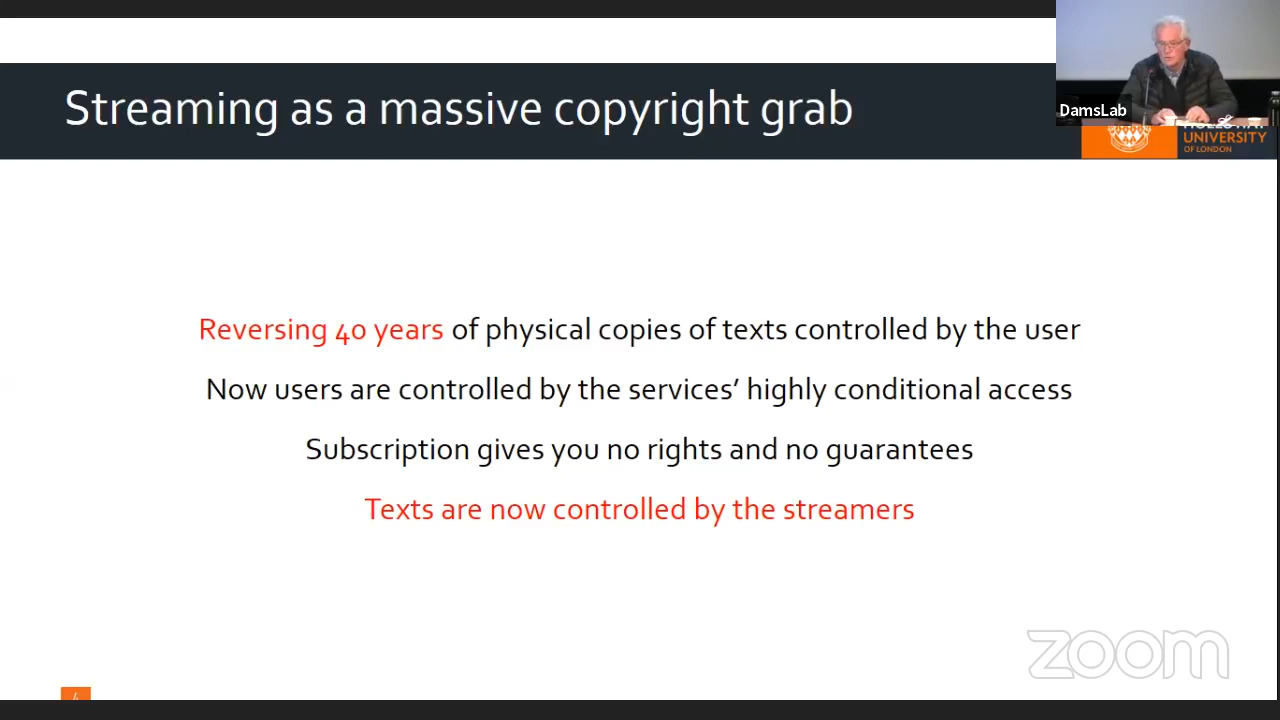 Streaming as a massive copyright grab
DamsLab
UNIVERSITY
OF LONDON
Reversing 40 years of physical copies of texts controlled by the user
Now users are controlled by the services’ highly conditional access
Subscription gives you no rights and no guarantees
Texts are now controlled by the streamers
zoom